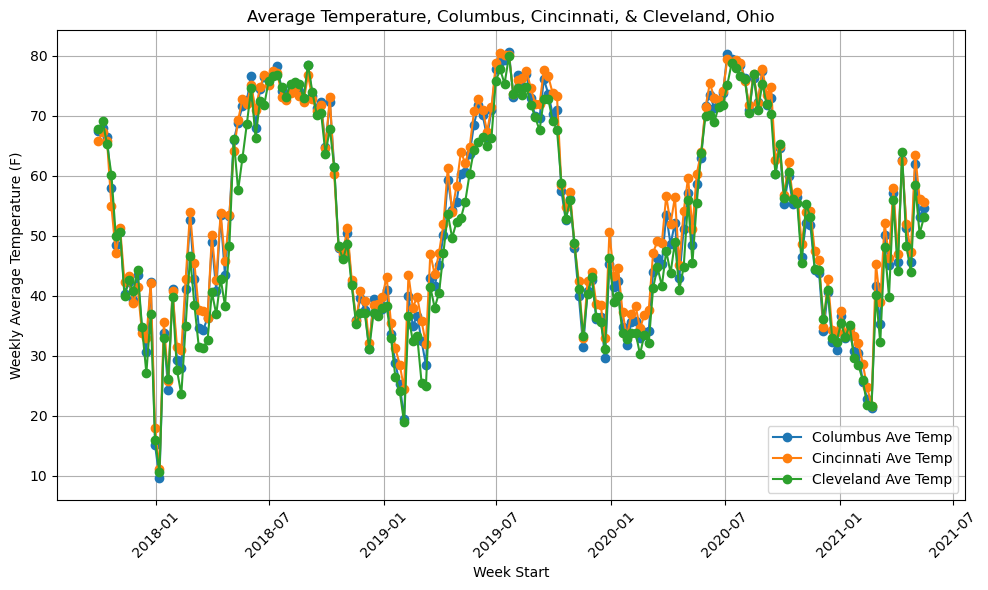 Average Temperature, Columbus, Cincinnati, & Cleveland, Ohio
Weekly Average Temperature (F)
80
70
60
50
40
30
20
10
Columbus Ave Temp
Cincinnati Ave Temp
Cleveland Ave Temp
2018-01
2018-07
2019-01
2019-07
2020-01
2020-07
2021-01
2021-07
Week Start